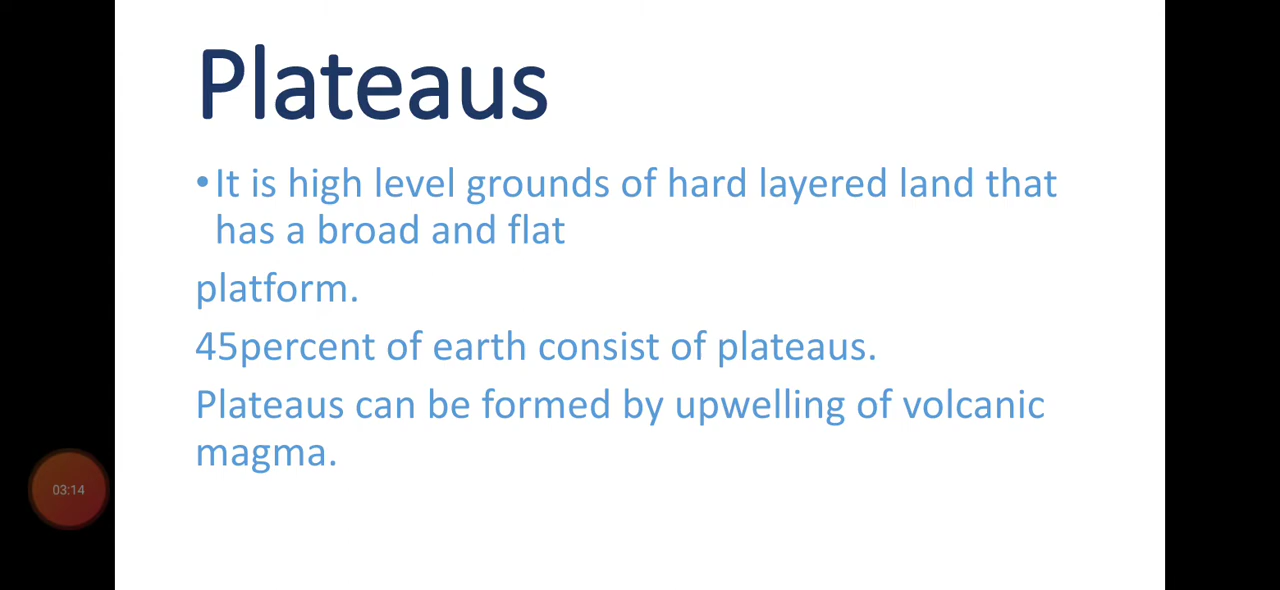 Plateaus
•It is high level grounds of hard layered land that
has a broad and flat
platform.
45percent of earth consist of plateaus.
Plateaus can be formed by upwelling of volcanic
magma.
03:14